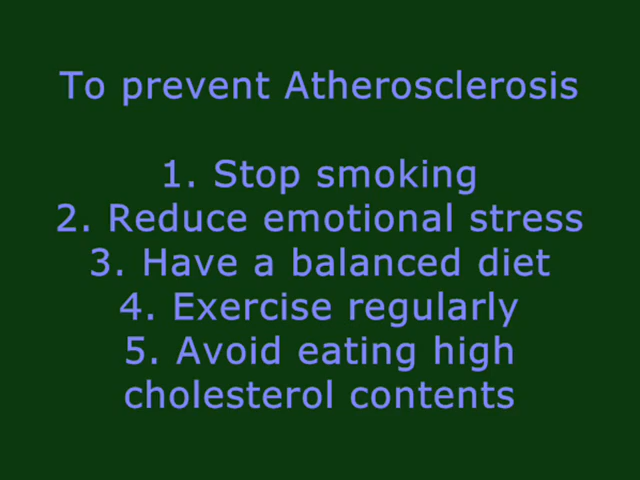 To prevent Atherosclerosis
1. Stop smoking
2. Reduce emotional stress
3. Have a balanced diet
4. Exercise regularly
5. Avoid eating high
cholesterol contents